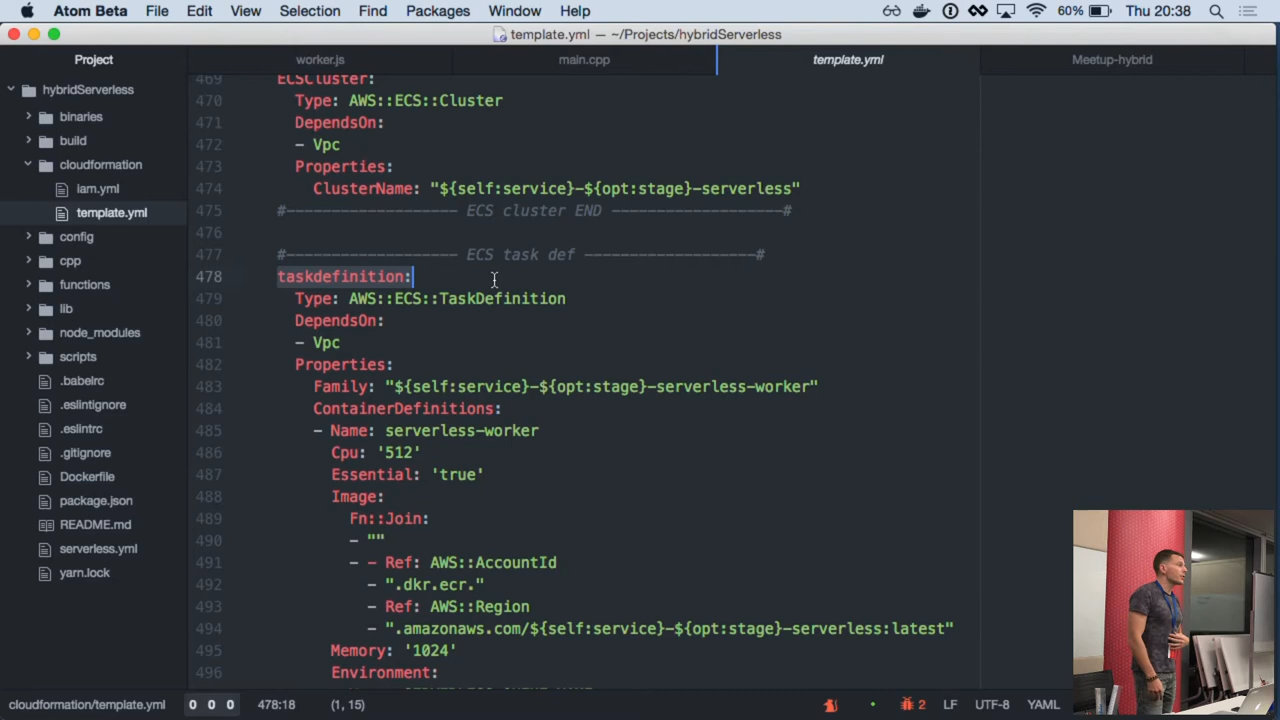 Atom Beta File Edit View Selection Find Packages Window Help 60% Thu 20:38
template.yml — ~/Projects/hybridServerless
Project
worker.js main.cpp template.yml Meetup-hybrid
hybridServerless
binaries
build
cloudformation
iam.yml
template.yml
config
cpp
functions
lib
node_modules
scripts
.babelrc
.eslintignore
.eslintrc
.gitignore
Dockerfile
package.json
README.md
serverless.yml
yarn.lock
469 ECSCluster:
470 Type: AWS::ECS::Cluster
471 DependsOn:
472 - Vpc
473 Properties:
474 ClusterName: "${self:service}-${opt:stage}-serverless"
475 #------------------- ECS cluster END -------------------#
476
477 #------------------- ECS task def -------------------#
478 taskdefinition:
479 Type: AWS::ECS::TaskDefinition
480 DependsOn:
481 - Vpc
482 Properties:
483 Family: "${self:service}-${opt:stage}-serverless-worker"
484 ContainerDefinitions:
485 - Name: serverless-worker
486 Cpu: '512'
487 Essential: 'true'
488 Image:
489 Fn::Join:
490 - ""
491 - - Ref: AWS::AccountId
492 - ".dkr.ecr."
493 - Ref: AWS::Region
494 - ".amazonaws.com/${self:service}-${opt:stage}-serverless:latest"
495 Memory: '1024'
496 Environment:
cloudformation/template.yml 0 0 0 478:18 (1, 15) 2 LF UTF-8 YAML